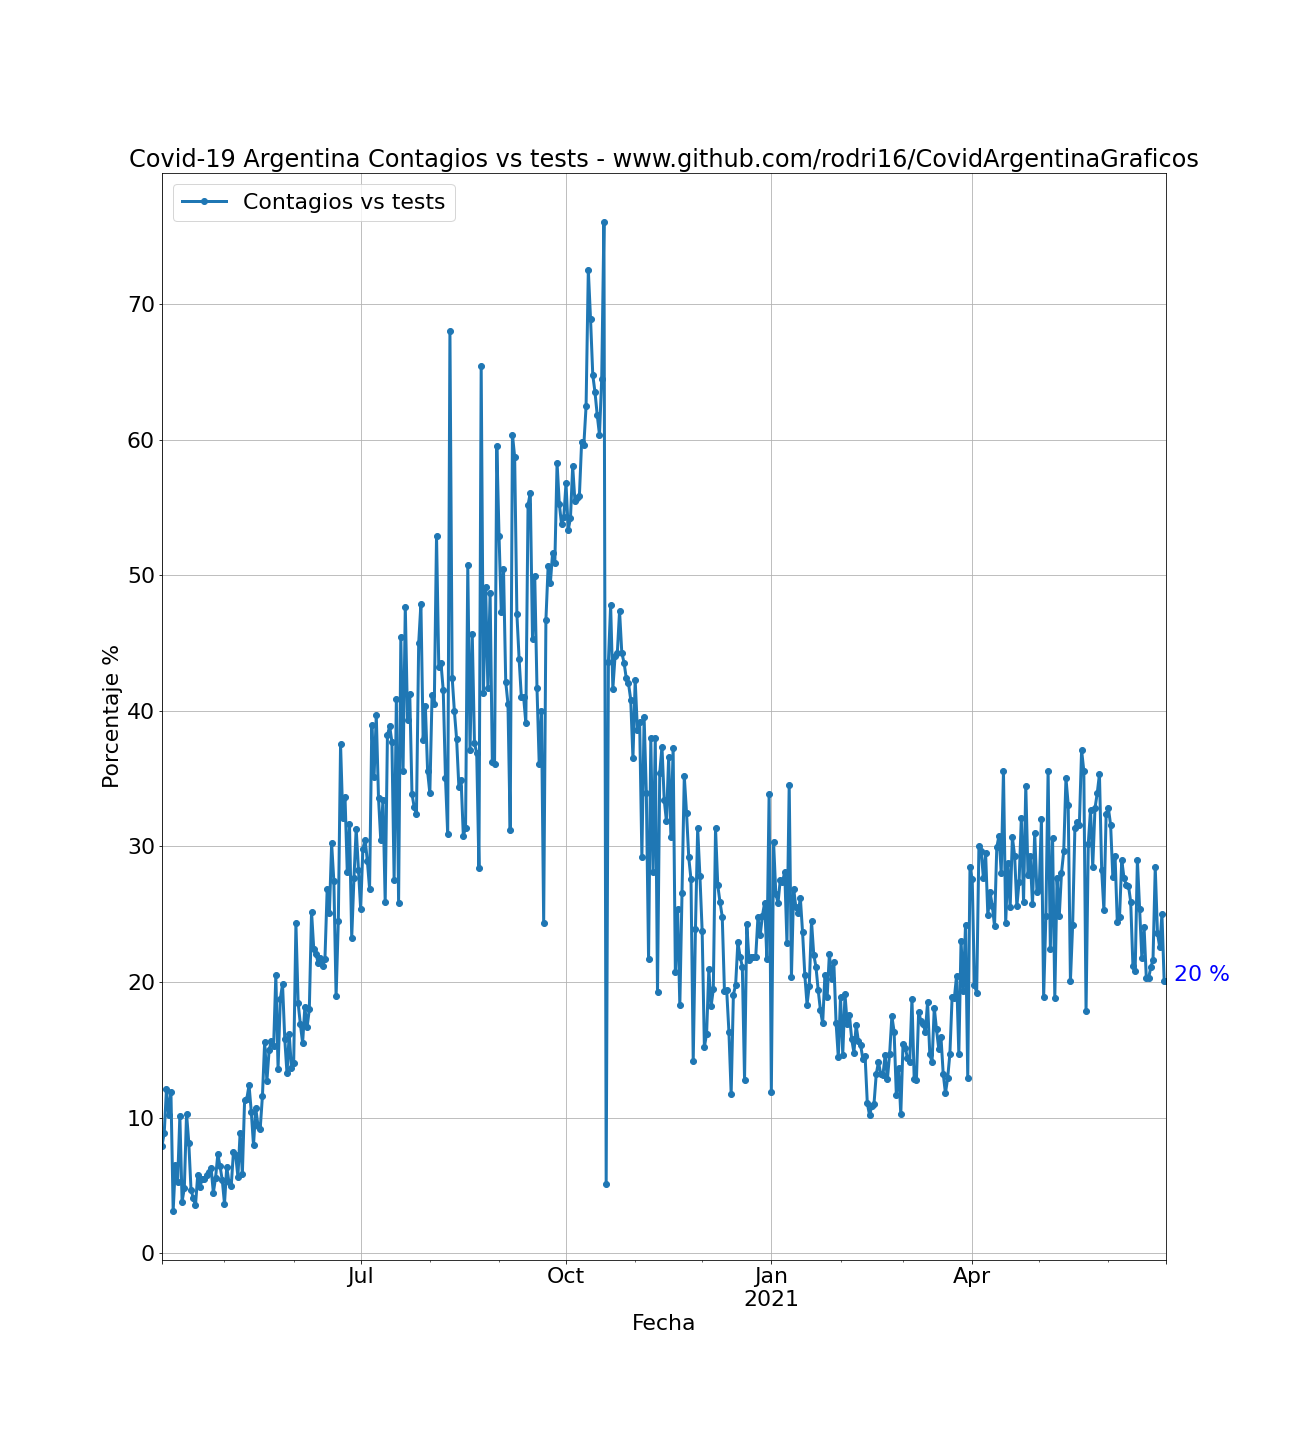 Covid-19 Argentina Contagios vs tests - www.github.com/rodri16/CovidArgentinaGraficos
Contagios vs tests
70
60
50
40
30
20
10
0
Porcentaje %
20 %
Jul
Oct
Jan
2021
Apr
Fecha